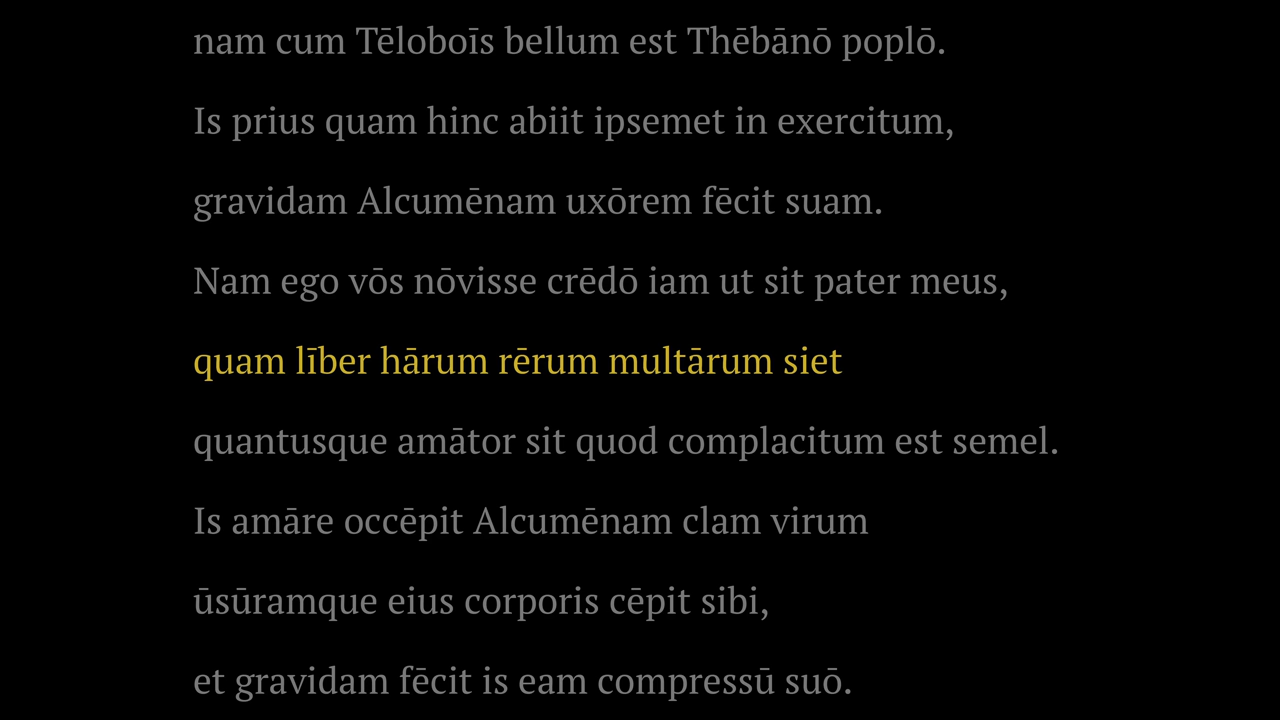 nam cum Tēloboīs bellum est Thēbānō poplō.
Is prius quam hinc abiit ipsemet in exercitum,
gravidam Alcumēnam uxōrem fēcit suam.
Nam ego vōs nōvisse crēdō iam ut sit pater meus,
quam līber hārum rērum multārum siet
quantusque amātor sit quod complacitum est semel.
Is amāre occēpit Alcumēnam clam virum
ūsūramque eius corporis cēpit sibi,
et gravidam fēcit is eam compressū suō.